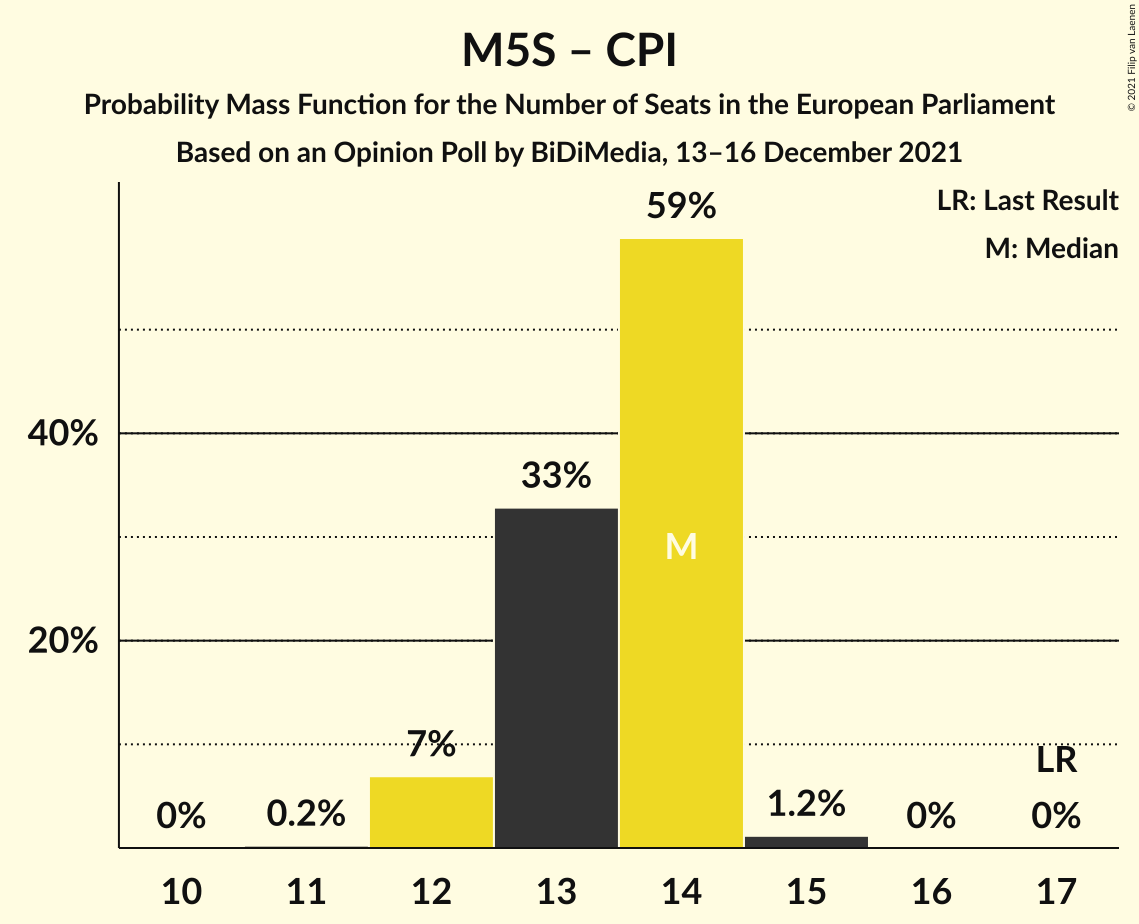 M5S – CPI
Probability Mass Function for the Number of Seats in the European Parliament
Based on an Opinion Poll by BiDiMedia, 13–16 December 2021
© 2021 Filip van Laenen
LR: Last Result
M: Median
59%
40%
33%
M
20%
7%
LR
0%
0.2%
1.2%
0%
0%
10
11
12
13
14
15
16
17